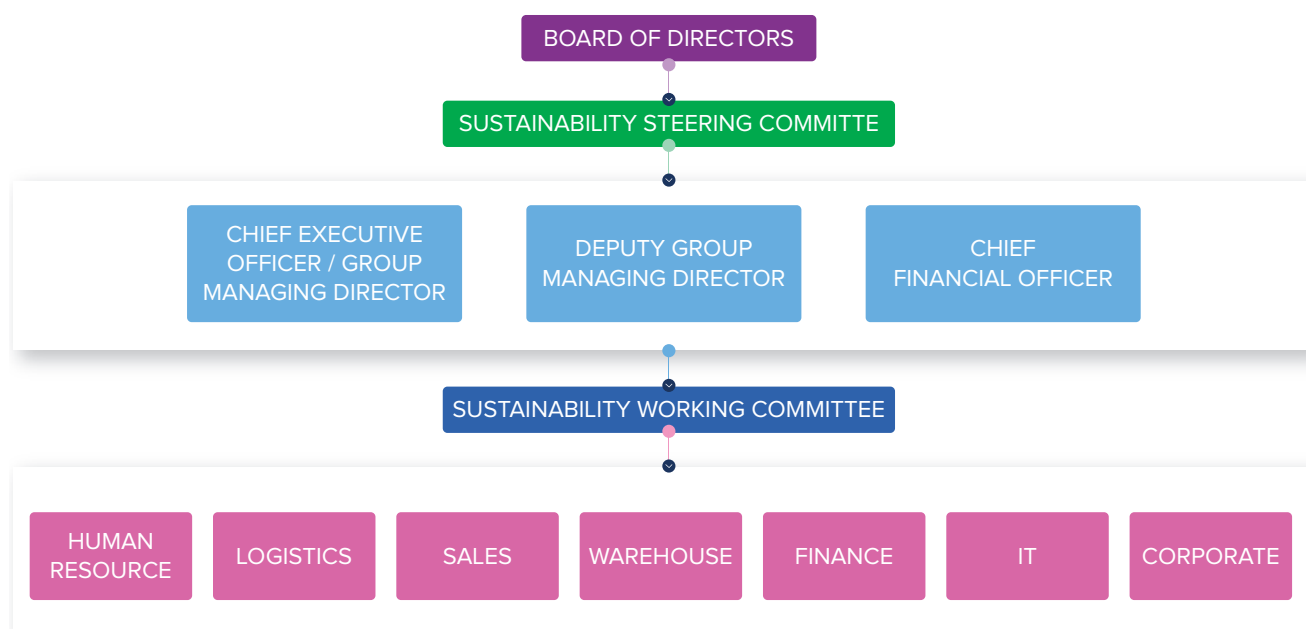 BOARD OF DIRECTORS
SUSTAINABILITY STEERING COMMITTE
CHIEF EXECUTIVE
OFFICER / GROUP
MANAGING DIRECTOR
DEPUTY GROUP
MANAGING DIRECTOR
CHIEF
FINANCIAL OFFICER
SUSTAINABILITY WORKING COMMITTEE
HUMAN
RESOURCE
LOGISTICS
SALES
WAREHOUSE
FINANCE
IT
CORPORATE